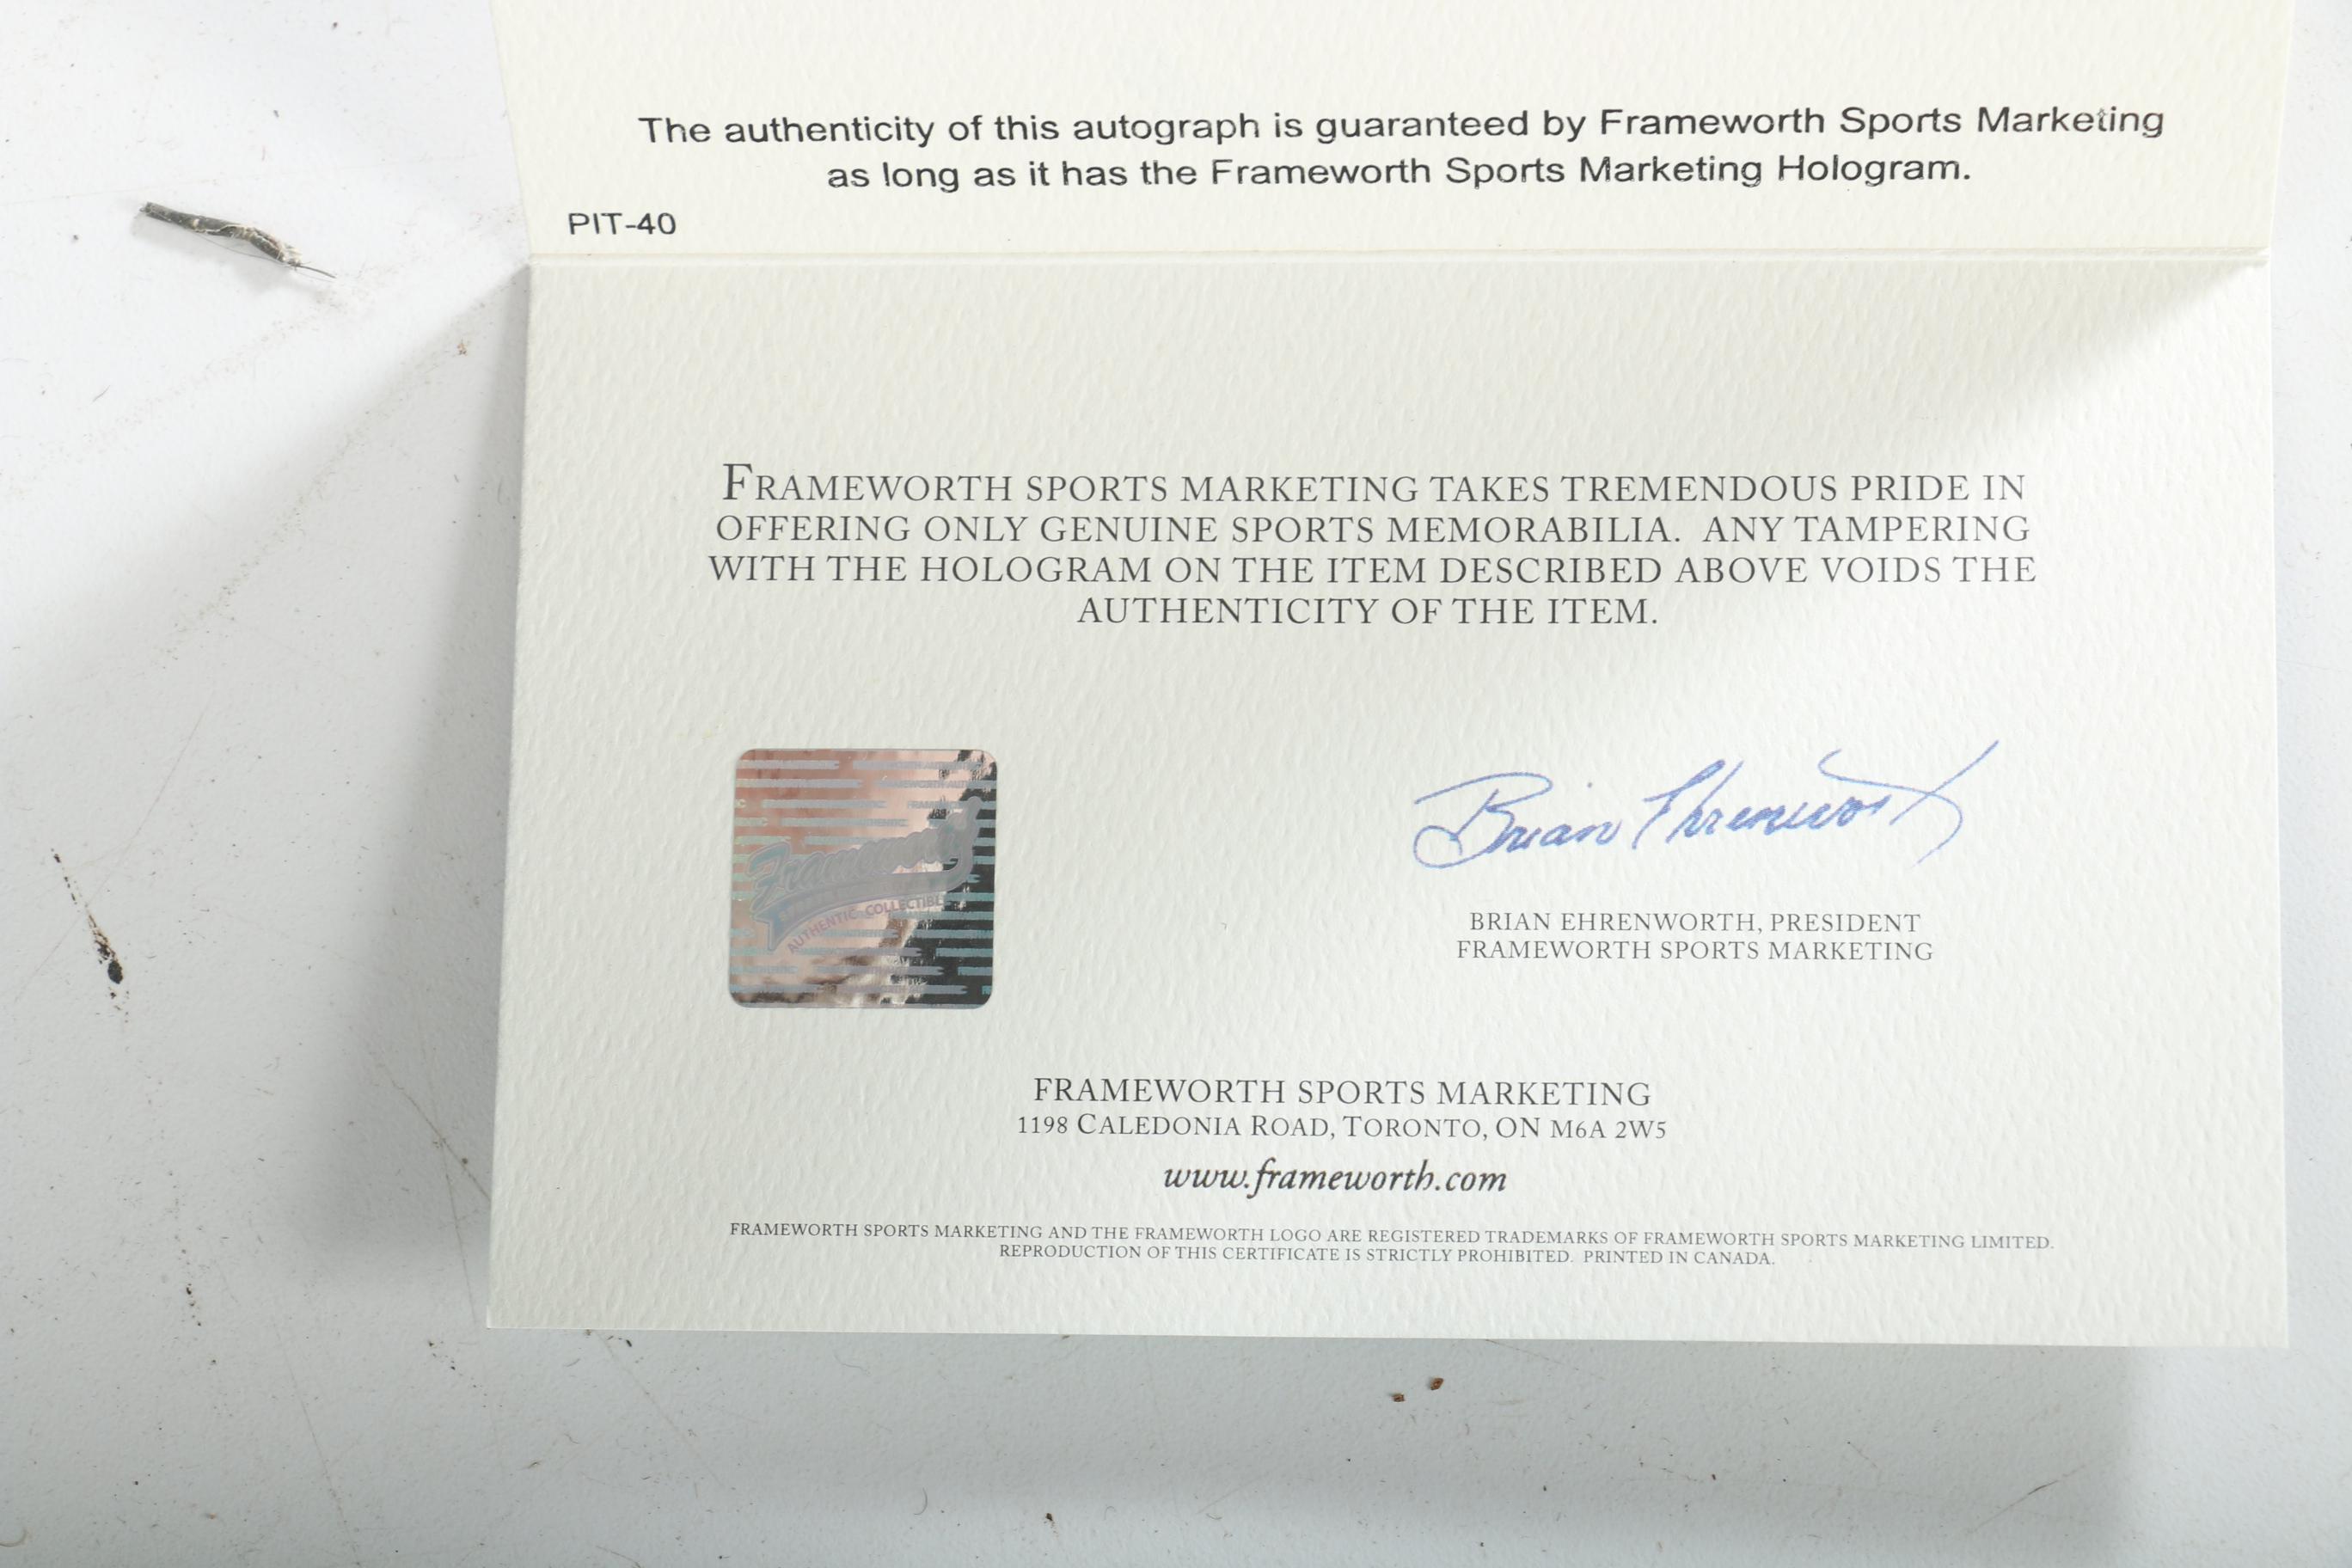 The authenticity of this autograph is guaranteed by Frameworth Sports Marketing
as long as it has the Frameworth Sports Marketing Hologram.
PIT-40
FRAMEWORTH SPORTS MARKETING TAKES TREMENDOUS PRIDE IN
OFFERING ONLY GENUINE SPORTS MEMORABILIA. ANY TAMPERING
WITH THE HOLOGRAM ON THE ITEM DESCRIBED ABOVE VOIDS THE
AUTHENTICITY OF THE ITEM.
Frameworth
AUTHENTIC COLLECTIBLE
Brian Ehrenworth
BRIAN EHRENWORTH, PRESIDENT
FRAMEWORTH SPORTS MARKETING
FRAMEWORTH SPORTS MARKETING
1198 CALEDONIA ROAD, TORONTO, ON M6A 2W5
www.frameworth.com
FRAMEWORTH SPORTS MARKETING AND THE FRAMEWORTH LOGO ARE REGISTERED TRADEMARKS OF FRAMEWORTH SPORTS MARKETING LIMITED.
REPRODUCTION OF THIS CERTIFICATE IS STRICTLY PROHIBITED. PRINTED IN CANADA.